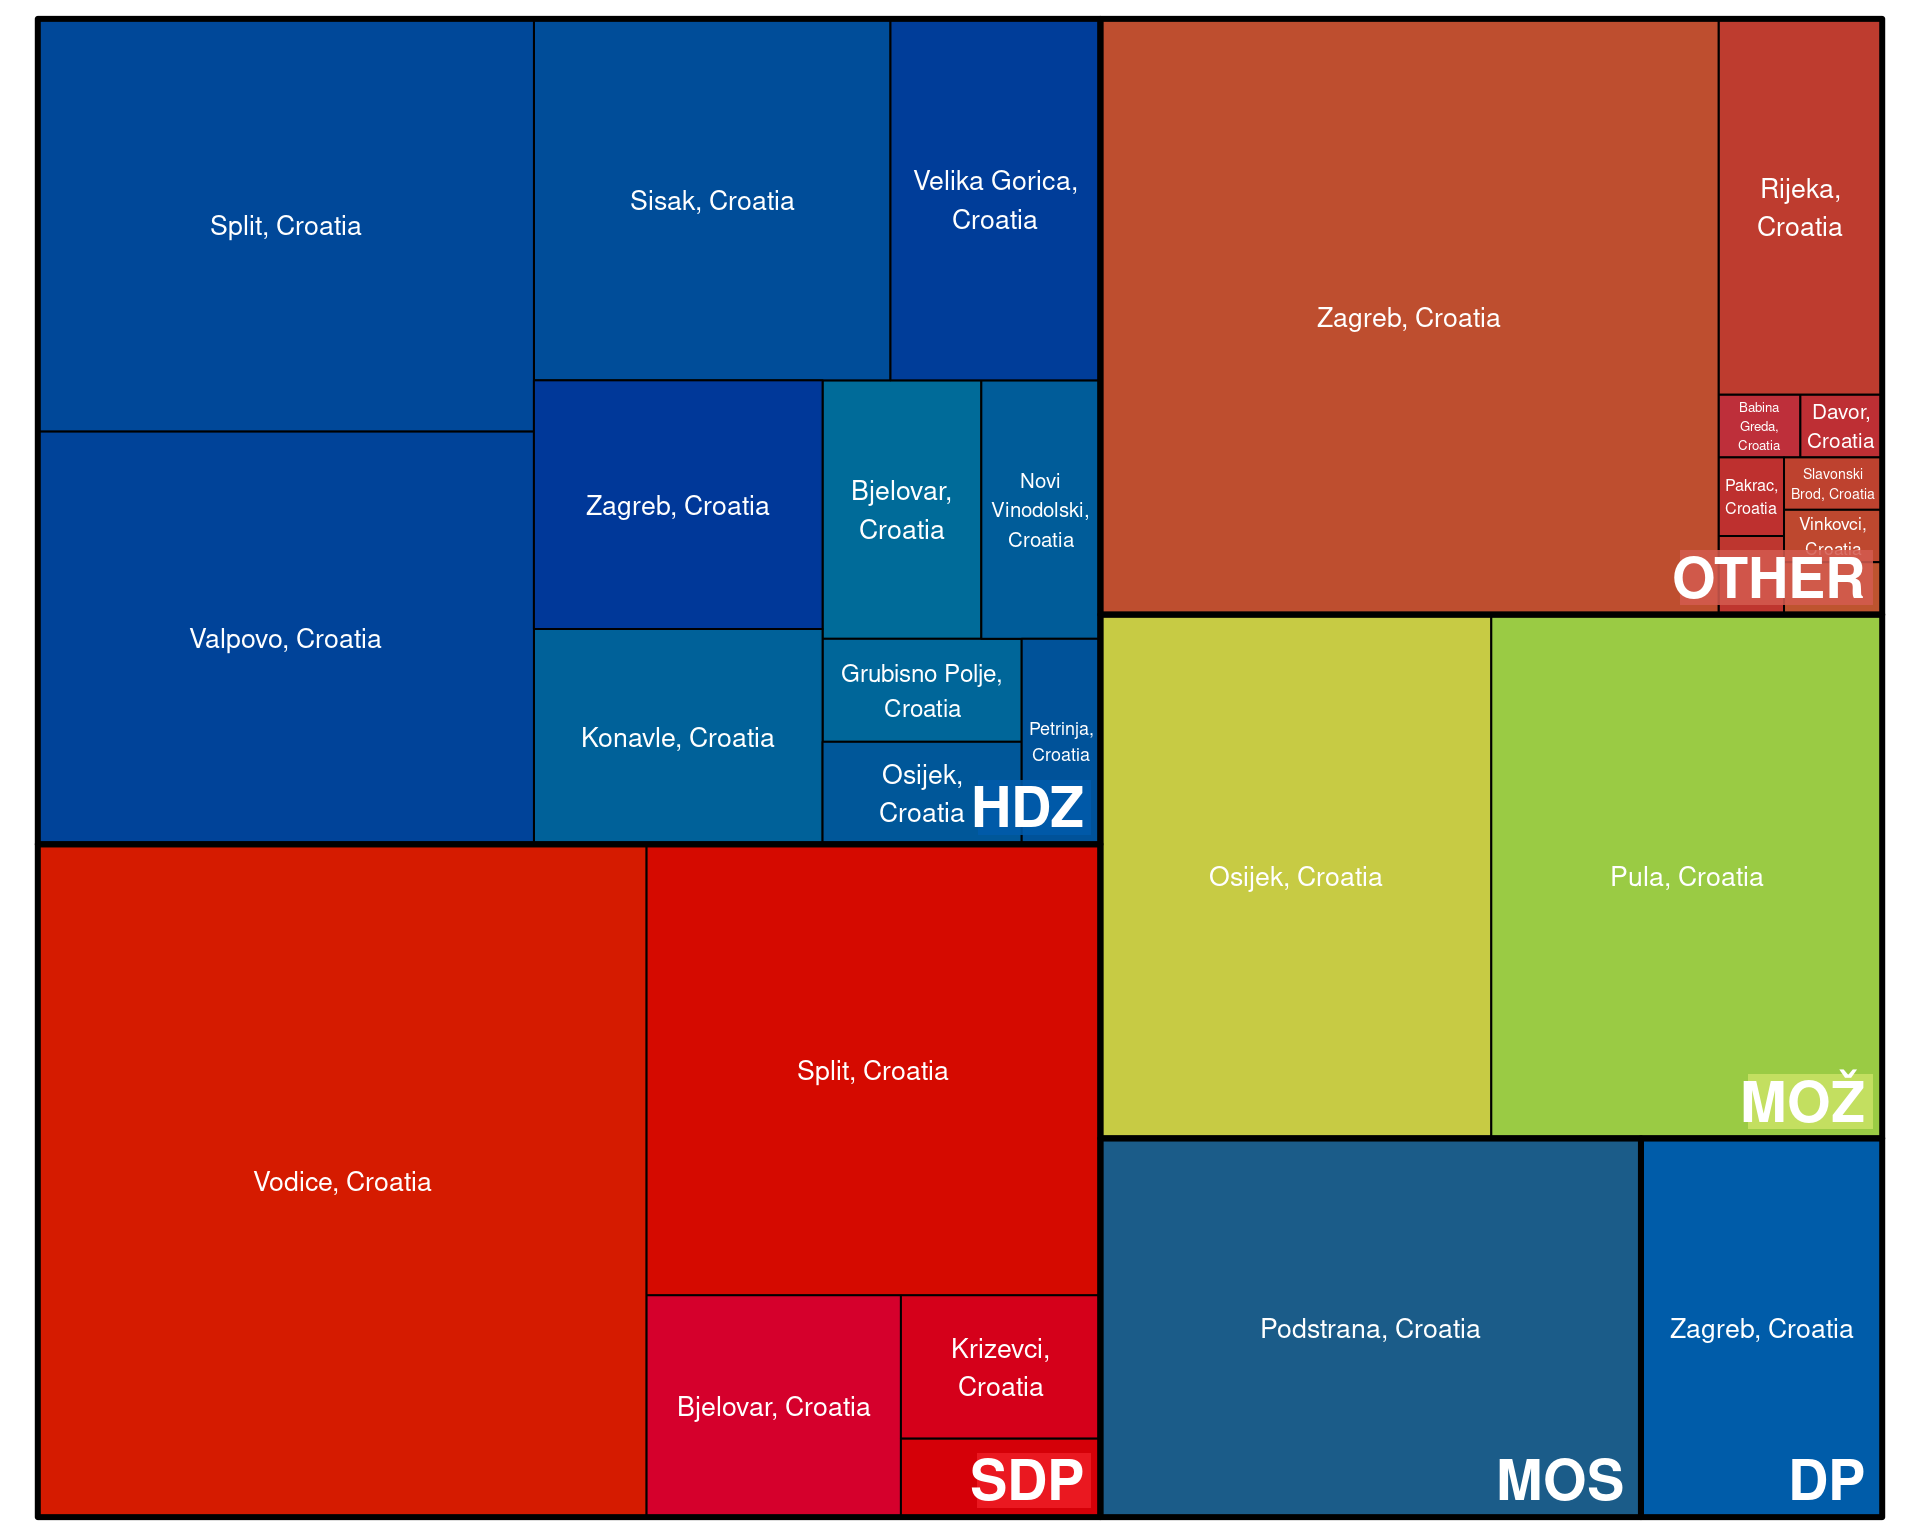 Split, Croatia
Sisak, Croatia
Velika Gorica,
Croatia
Valpovo, Croatia
Zagreb, Croatia
Bjelovar,
Croatia
Novi
Vinodolski,
Croatia
Konavle, Croatia
Grubisno Polje,
Croatia
Osijek,
Croatia
Petrinja,
Croatia
HDZ
Zagreb, Croatia
Rijeka,
Croatia
Babina
Greda,
Croatia
Davor,
Croatia
Pakrac,
Croatia
Slavonski
Brod, Croatia
Vinkovci,
Croatia
OTHER
Osijek, Croatia
Pula, Croatia
MOŽ
Vodice, Croatia
Split, Croatia
Bjelovar, Croatia
Krizevci,
Croatia
SDP
Podstrana, Croatia
MOS
Zagreb, Croatia
DP